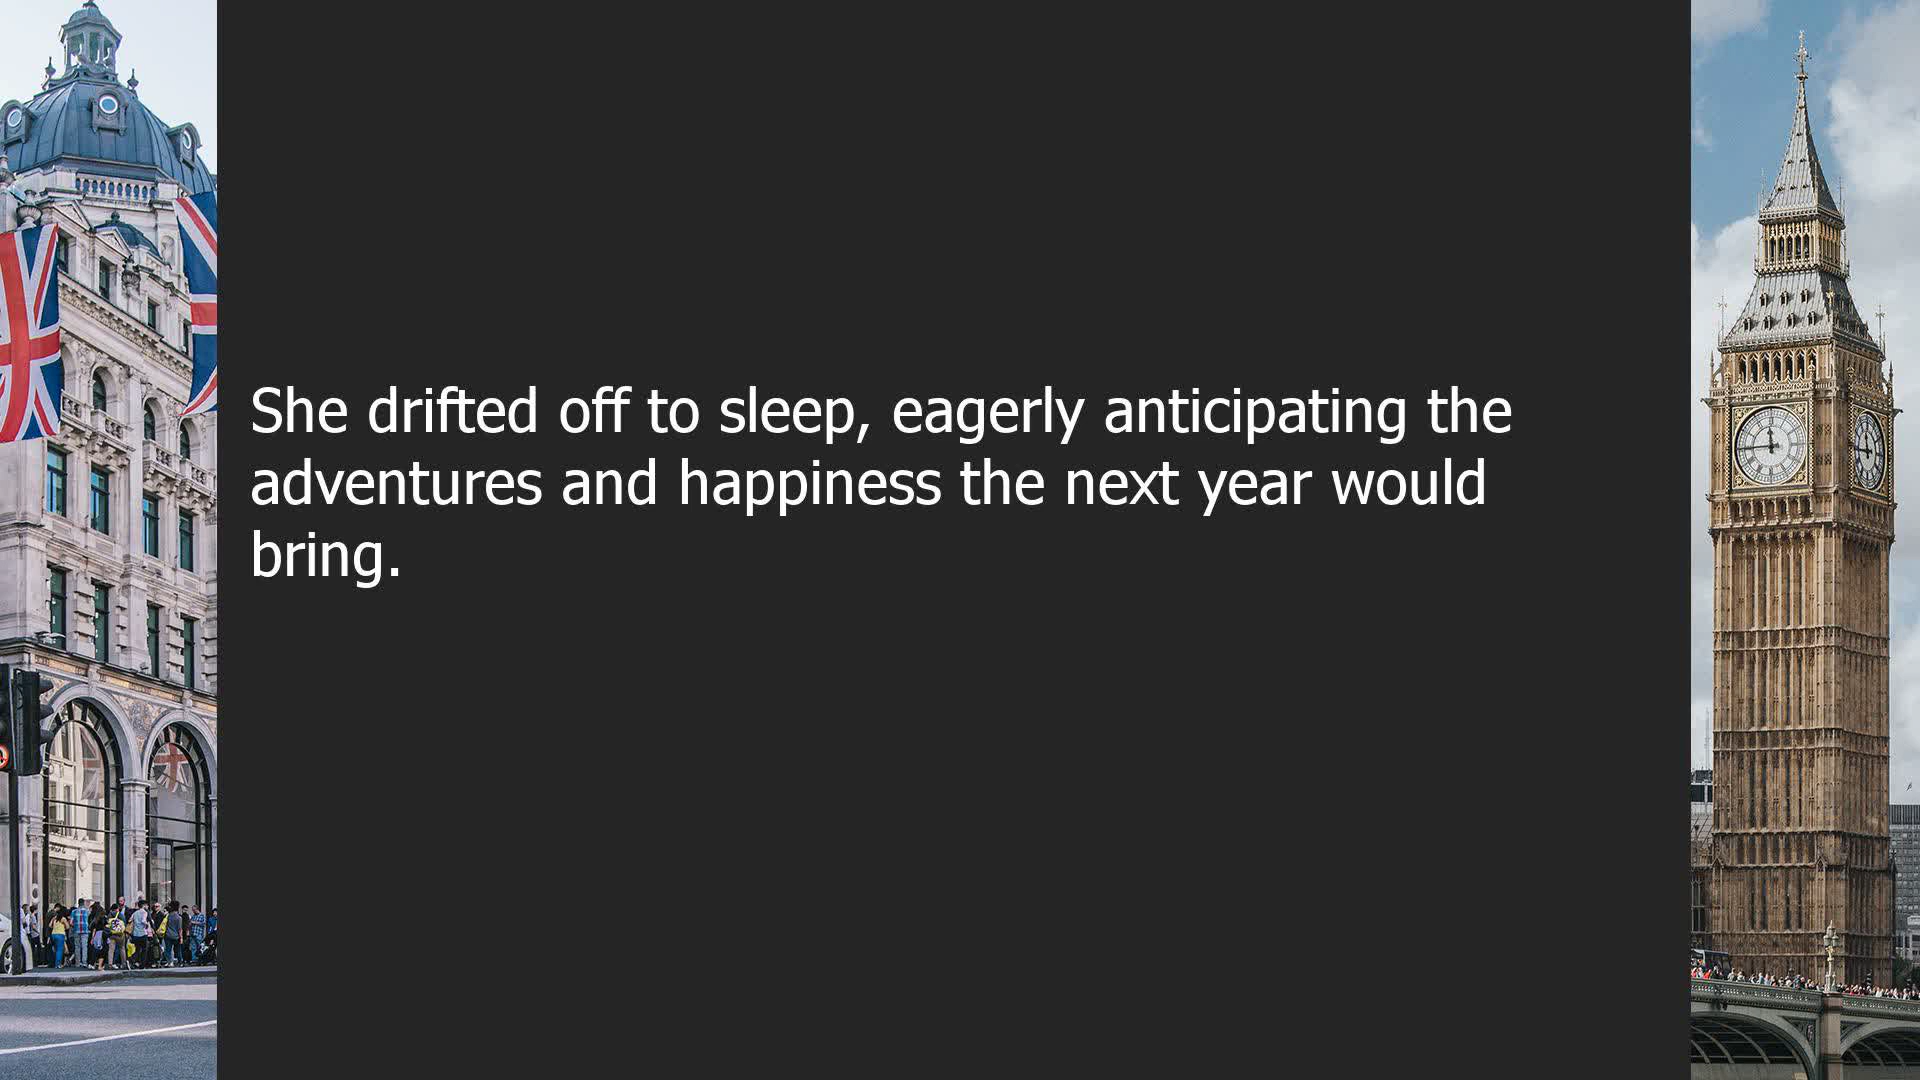 She drifted off to sleep, eagerly anticipating the
adventures and happiness the next year would
bring.